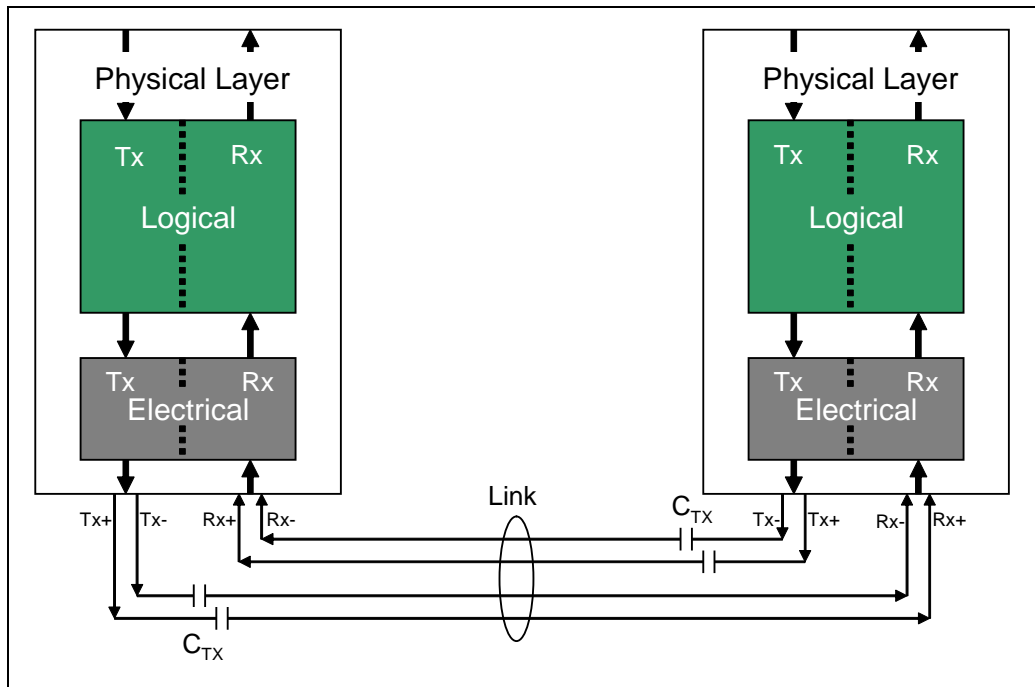 Physical Layer
Tx Rx
Logical
Tx Rx
Electrical
Tx+ Tx- Rx+ Rx-
Physical Layer
Tx Rx
Logical
Tx Rx
Electrical
Tx- Tx+ Rx- Rx+
Link
CTX
CTX